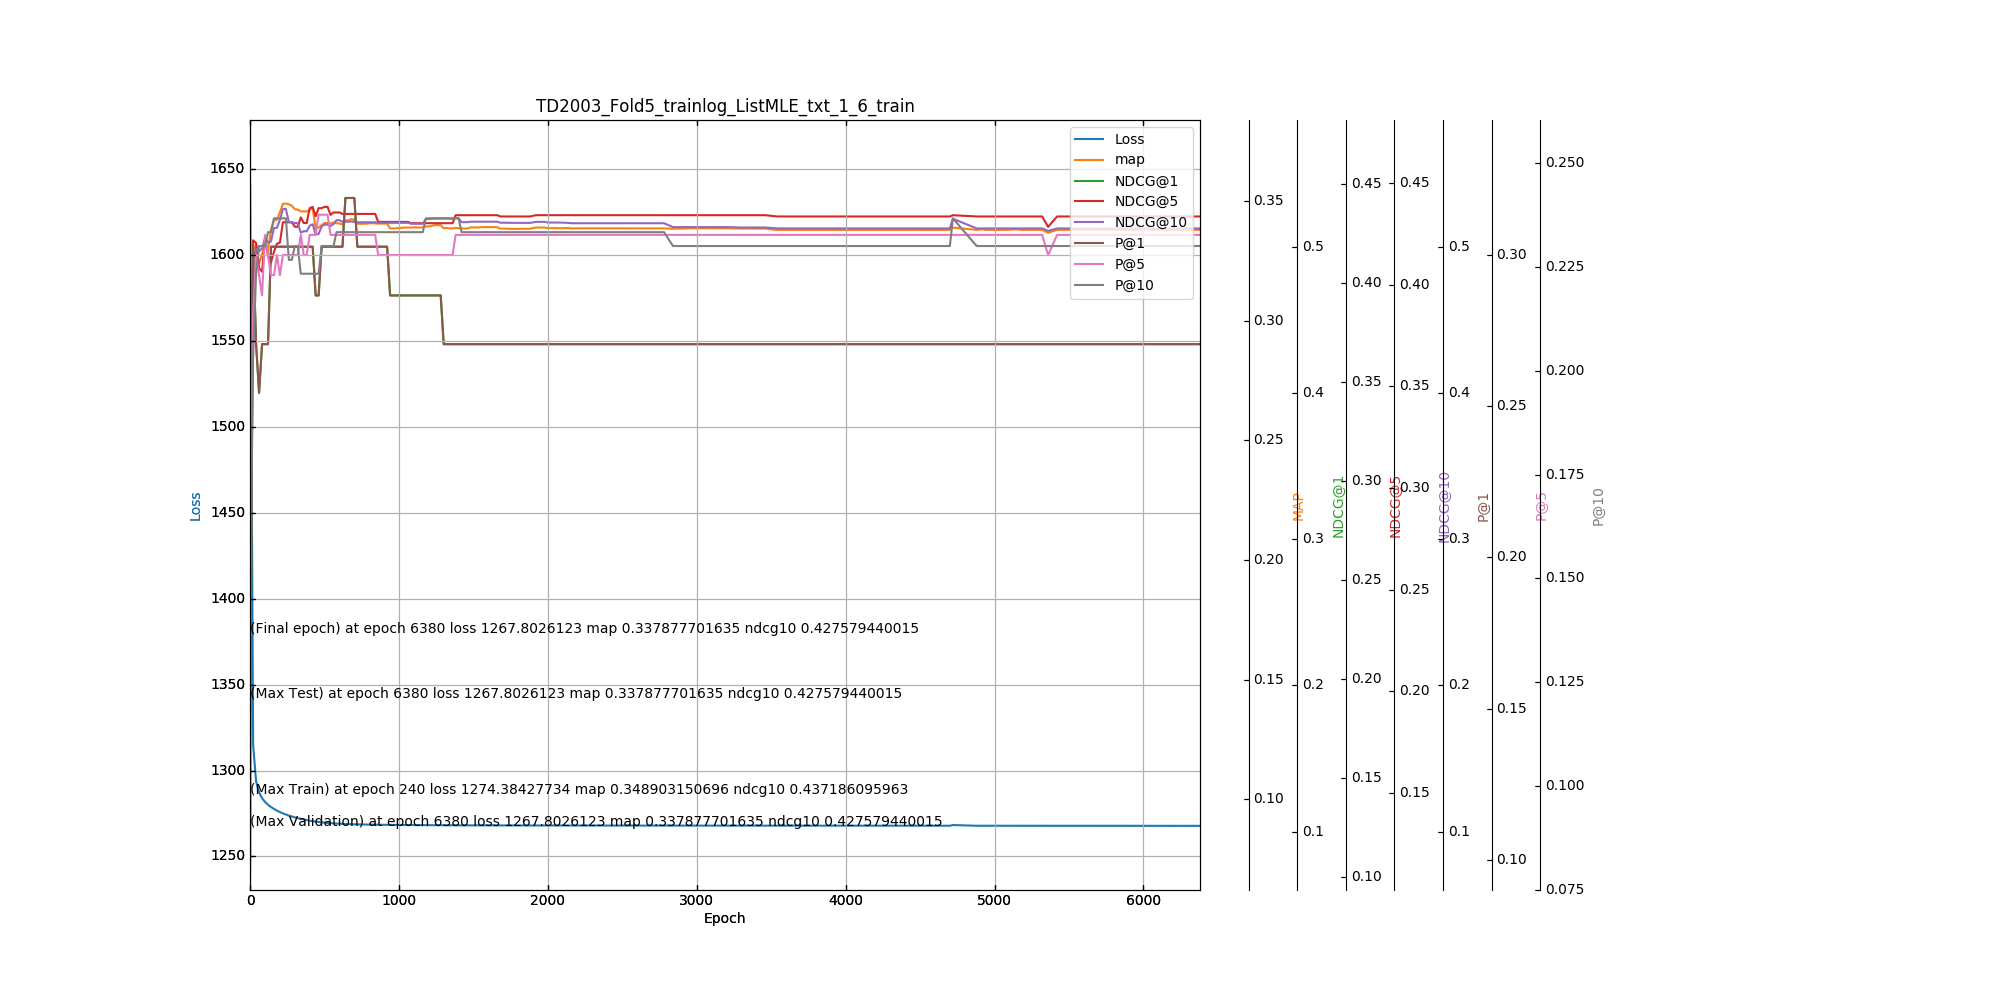 TD2003_Fold5_trainlog_ListMLE_txt_1_6_train
Loss
map
NDCG@1
NDCG@5
NDCG@10
P@1
P@5
P@10
1650
1600
1550
1500
1450
1400
1350
1300
1250
Loss
(Final epoch) at epoch 6380 loss 1267.8026123 map 0.337877701635 ndcg10 0.427579440015
(Max Test) at epoch 6380 loss 1267.8026123 map 0.337877701635 ndcg10 0.427579440015
(Max Train) at epoch 240 loss 1274.38427734 map 0.348903150696 ndcg10 0.437186095963
(Max Validation) at epoch 6380 loss 1267.8026123 map 0.337877701635 ndcg10 0.427579440015
0 1000 2000 3000 4000 5000 6000
Epoch
0.35
0.30
0.25
0.20
0.15
0.10
MAP
0.5
0.4
0.3
0.2
0.1
NDCG@1
0.45
0.40
0.35
0.30
0.25
0.20
0.15
0.10
NDCG@5
0.45
0.40
0.35
0.30
0.25
0.20
0.15
NDCG@10
0.5
0.4
0.3
0.2
0.1
P@1
0.30
0.25
0.20
0.15
0.10
P@5
0.250
0.225
0.200
0.175
0.150
0.125
0.100
0.075
P@10